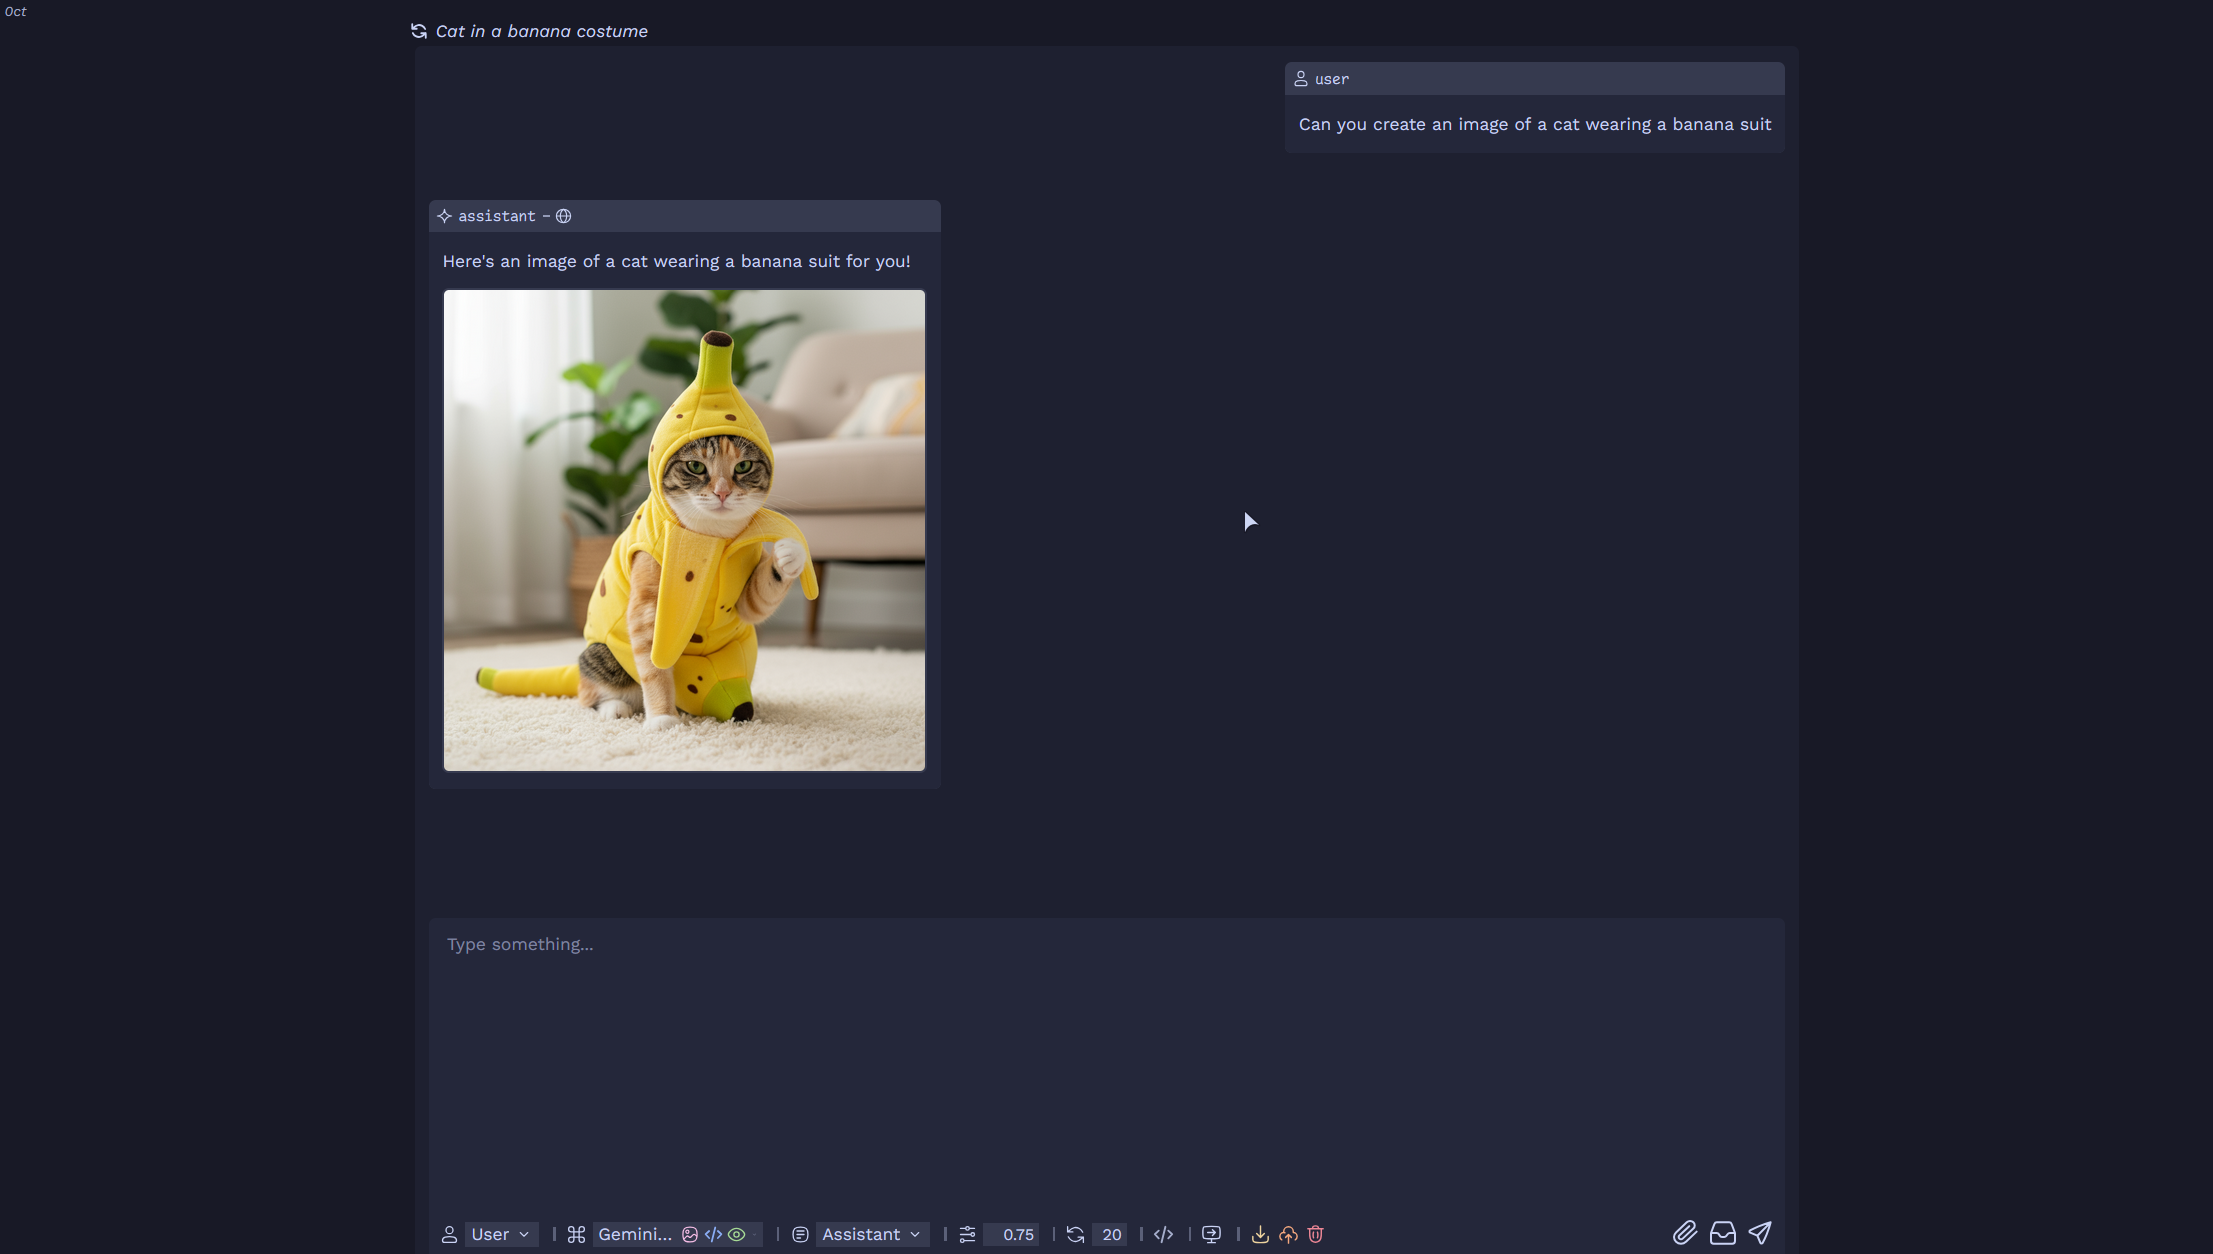 Oct
Cat in a banana costume
user
Can you create an image of a cat wearing a banana suit
assistant -
Here's an image of a cat wearing a banana suit for you!
Type something...
User | Gemini... | Assistant | 0.75 | 20 | </> | |